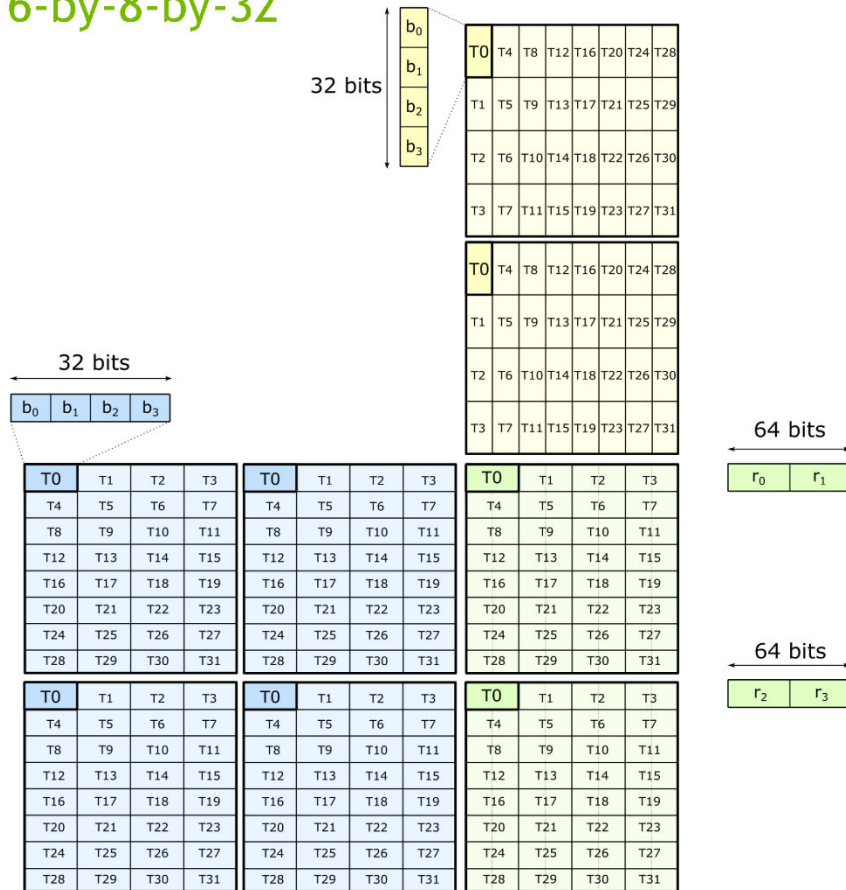 6-by-8-by-32
b₀
b₁
b₂
b₃
32 bits
T0 T4 T8 T12 T16 T20 T24 T28
T1 T5 T9 T13 T17 T21 T25 T29
T2 T6 T10 T14 T18 T22 T26 T30
T3 T7 T11 T15 T19 T23 T27 T31
T0 T4 T8 T12 T16 T20 T24 T28
T1 T5 T9 T13 T17 T21 T25 T29
T2 T6 T10 T14 T18 T22 T26 T30
T3 T7 T11 T15 T19 T23 T27 T31
32 bits
b₀ b₁ b₂ b₃
64 bits
r₀ r₁
T0 T1 T2 T3 T0 T1 T2 T3 T0 T1 T2 T3
T4 T5 T6 T7 T4 T5 T6 T7 T4 T5 T6 T7
T8 T9 T10 T11 T8 T9 T10 T11 T8 T9 T10 T11
T12 T13 T14 T15 T12 T13 T14 T15 T12 T13 T14 T15
T16 T17 T18 T19 T16 T17 T18 T19 T16 T17 T18 T19
T20 T21 T22 T23 T20 T21 T22 T23 T20 T21 T22 T23
T24 T25 T26 T27 T24 T25 T26 T27 T24 T25 T26 T27
T28 T29 T30 T31 T28 T29 T30 T31 T28 T29 T30 T31
64 bits
r₂ r₃
T0 T1 T2 T3 T0 T1 T2 T3 T0 T1 T2 T3
T4 T5 T6 T7 T4 T5 T6 T7 T4 T5 T6 T7
T8 T9 T10 T11 T8 T9 T10 T11 T8 T9 T10 T11
T12 T13 T14 T15 T12 T13 T14 T15 T12 T13 T14 T15
T16 T17 T18 T19 T16 T17 T18 T19 T16 T17 T18 T19
T20 T21 T22 T23 T20 T21 T22 T23 T20 T21 T22 T23
T24 T25 T26 T27 T24 T25 T26 T27 T24 T25 T26 T27
T28 T29 T30 T31 T28 T29 T30 T31 T28 T29 T30 T31